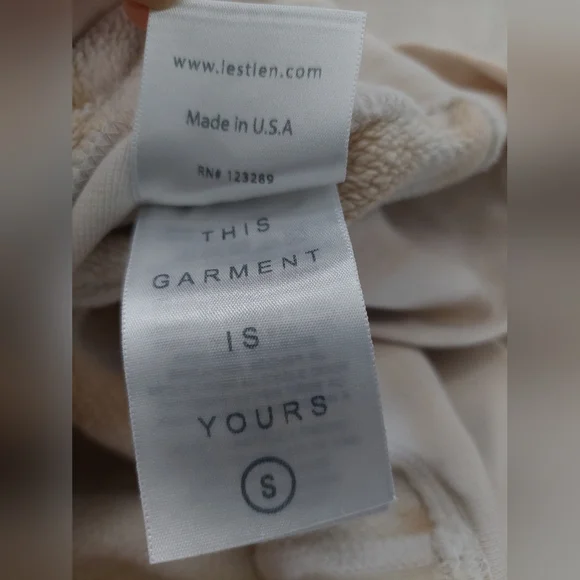 www.lestien.com
Made in U.S.A
RN# 123289
THIS
GARMENT
IS
YOURS
S